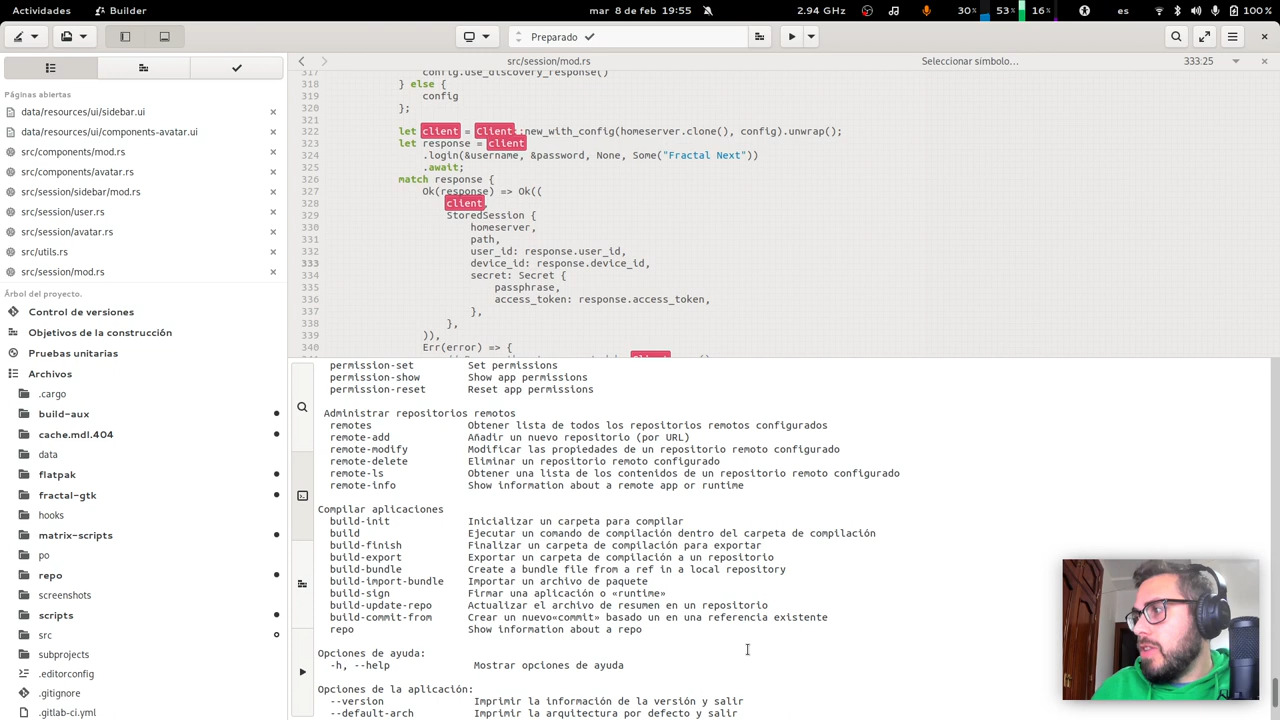 Actividades
Builder
mar 8 de feb 19:55
2.94 GHz
30%
53%
16%
es
100 %
Preparado
Páginas abiertas
data/resources/ui/sidebar.ui
data/resources/ui/components-avatar.ui
src/components/mod.rs
src/components/avatar.rs
src/session/sidebar/mod.rs
src/session/user.rs
src/session/avatar.rs
src/utils.rs
src/session/mod.rs
Árbol del proyecto.
Control de versiones
Objetivos de la construcción
Pruebas unitarias
Archivos
.cargo
build-aux
cache.mdl.404
data
flatpak
fractal-gtk
hooks
matrix-scripts
po
repo
screenshots
scripts
src
subprojects
.editorconfig
.gitignore
.gitlab-ci.yml
src/session/mod.rs
Seleccionar símbolo...
333:25
317 config.use_discovery_response()
318 } else {
319 config
320 };
321
322 let client = Client::new_with_config(homeserver.clone(), config).unwrap();
323 let response = client
324 .login(&username, &password, None, Some("Fractal Next"))
325 .await;
326 match response {
327 Ok(response) => Ok((
328 client,
329 StoredSession {
330 homeserver,
331 path,
332 user_id: response.user_id,
333 device_id: response.device_id,
334 secret: Secret {
335 passphrase,
336 access_token: response.access_token,
337 },
338 },
339 )),
340 Err(error) => {
permission-set Set permissions
permission-show Show app permissions
permission-reset Reset app permissions
Administrar repositorios remotos
remotes Obtener lista de todos los repositorios remotos configurados
remote-add Añadir un nuevo repositorio (por URL)
remote-modify Modificar las propiedades de un repositorio remoto configurado
remote-delete Eliminar un repositorio remoto configurado
remote-ls Obtener una lista de los contenidos de un repositorio remoto configurado
remote-info Show information about a remote app or runtime
Compilar aplicaciones
build-init Inicializar un carpeta para compilar
build Ejecutar un comando de compilación dentro del carpeta de compilación
build-finish Finalizar un carpeta de compilación para exportar
build-export Exportar un carpeta de compilación a un repositorio
build-bundle Create a bundle file from a ref in a local repository
build-import-bundle Importar un archivo de paquete
build-sign Firmar una aplicación o «runtime»
build-update-repo Actualizar el archivo de resumen en un repositorio
build-commit-from Crear un nuevo«commit» basado un en una referencia existente
repo Show information about a repo
Opciones de ayuda:
-h, --help Mostrar opciones de ayuda
Opciones de la aplicación:
--version Imprimir la información de la versión y salir
--default-arch Imprimir la arquitectura por defecto y salir